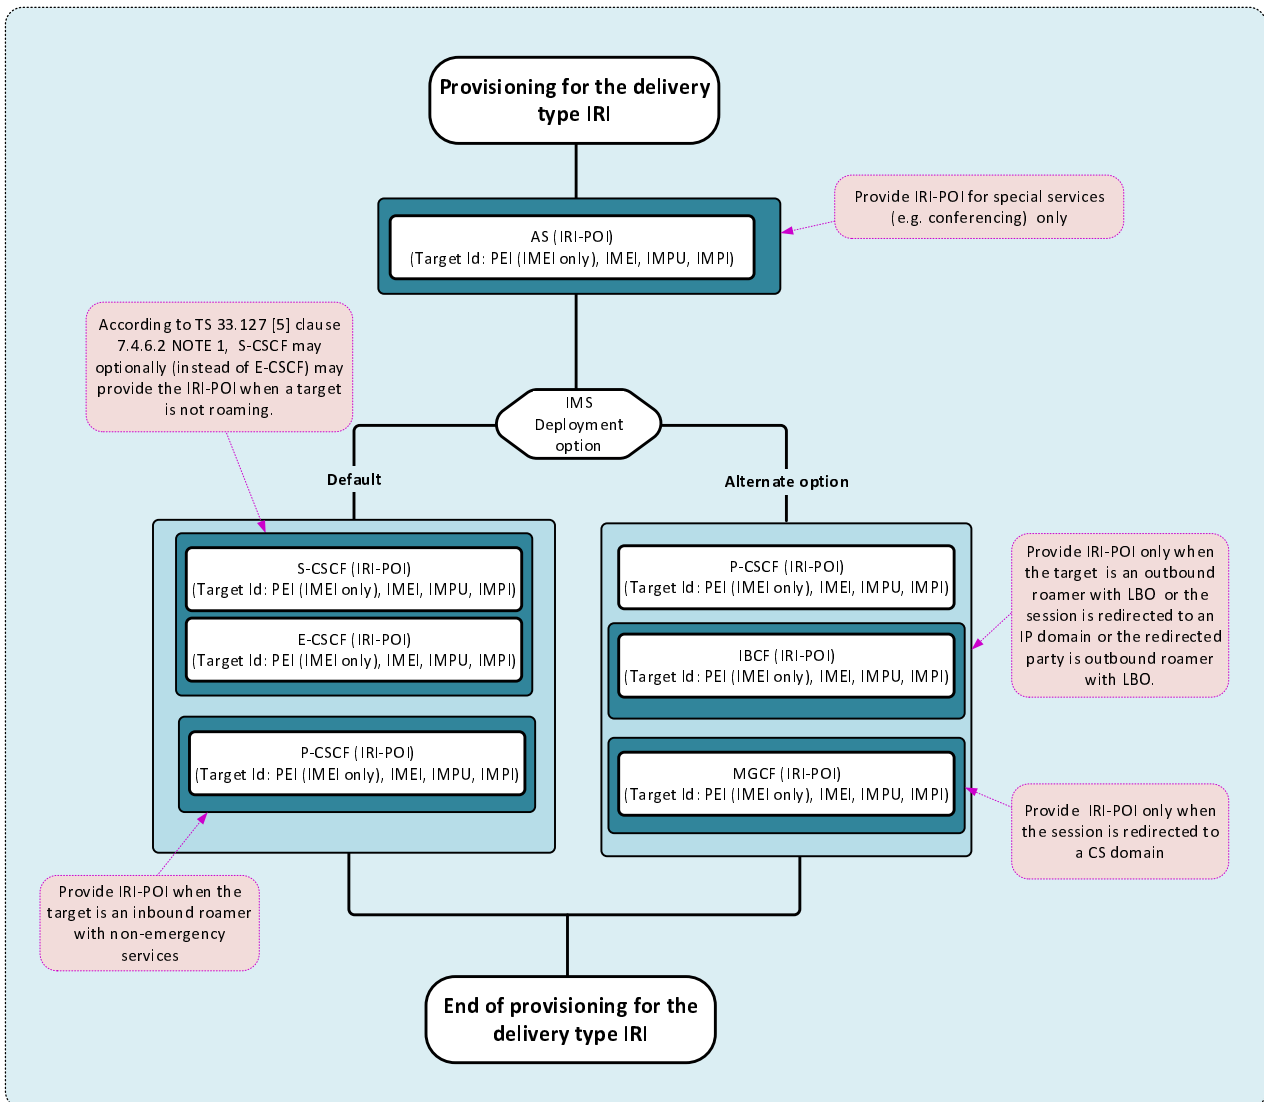 Provisioning for the delivery
type IRI
Provide IRI-POI for special services
(e.g. conferencing) only
AS (IRI-POI)
(Target Id: PEI (IMEI only), IMEI, IMPU, IMPI)
According to TS 33.127 [5] clause
7.4.6.2 NOTE 1, S-CSCF may
optionally (instead of E-CSCF) may
provide the IRI-POI when a target
is not roaming.
IMS
Deployment
option
Default
Alternate option
S-CSCF (IRI-POI)
(Target Id: PEI (IMEI only), IMEI, IMPU, IMPI)
E-CSCF (IRI-POI)
(Target Id: PEI (IMEI only), IMEI, IMPU, IMPI)
P-CSCF (IRI-POI)
(Target Id: PEI (IMEI only), IMEI, IMPU, IMPI)
P-CSCF (IRI-POI)
(Target Id: PEI (IMEI only), IMEI, IMPU, IMPI)
IBCF (IRI-POI)
(Target Id: PEI (IMEI only), IMEI, IMPU, IMPI)
MGCF (IRI-POI)
(Target Id: PEI (IMEI only), IMEI, IMPU, IMPI)
Provide IRI-POI only when
the target is an outbound
roamer with LBO or the
session is redirected to an
IP domain or the redirected
party is outbound roamer
with LBO.
Provide IRI-POI only when
the session is redirected to
a CS domain
Provide IRI-POI when the
target is an inbound roamer
with non-emergency
services
End of provisioning for the
delivery type IRI